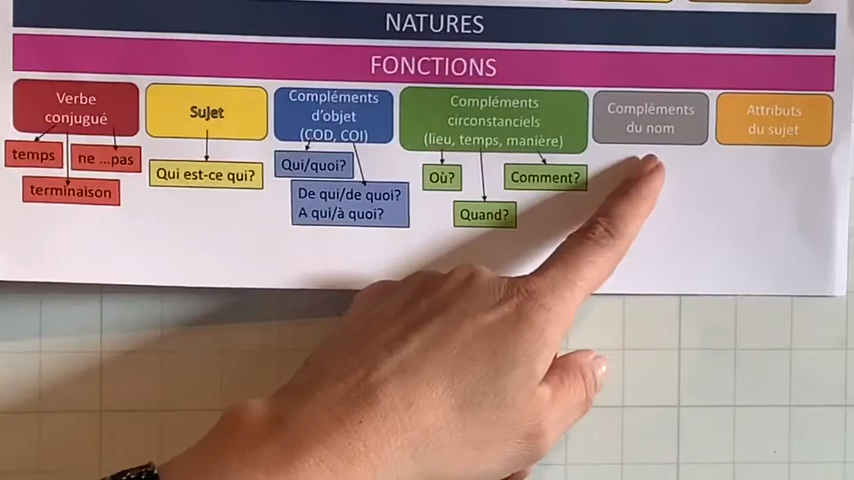 NATURES
FONCTIONS
Verbe
conjugué
Sujet
Compléments
d'objet
(COD, COI)
Compléments
circonstanciels
(lieu, temps, manière)
Compléments
du nom
Attributs
du sujet
temps
ne ...pas
terminaison
Qui est-ce qui?
Qui/quoi?
De qui/de quoi?
A qui/à quoi?
Où?
Quand?
Comment?